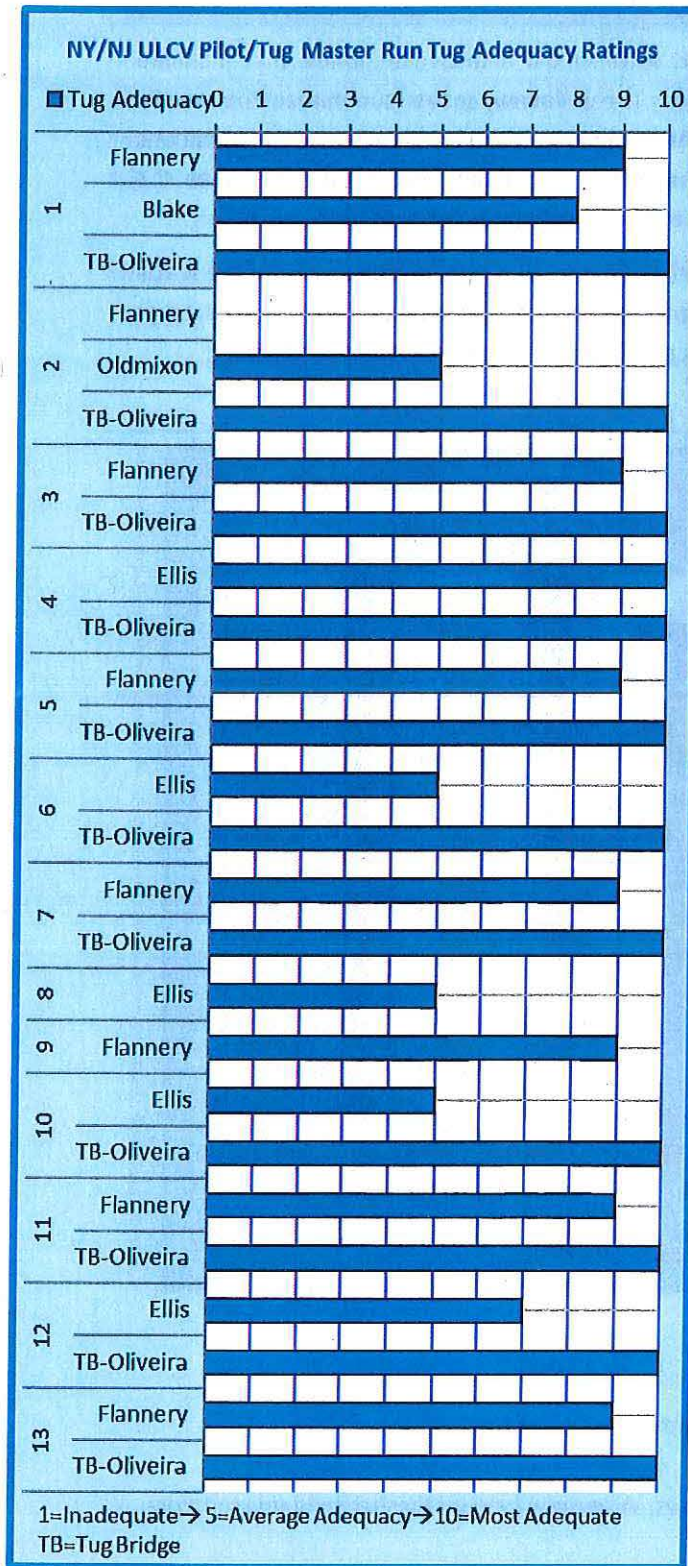 NY/NJ ULCV Pilot/Tug Master Run Tug Adequacy Ratings
Tug Adequacy 0 1 2 3 4 5 6 7 8 9 10
1
Flannery
Blake
TB-Oliveira
2
Flannery
Oldmixon
TB-Oliveira
3
Flannery
TB-Oliveira
4
Ellis
TB-Oliveira
5
Flannery
TB-Oliveira
6
Ellis
TB-Oliveira
7
Flannery
TB-Oliveira
8
Ellis
9
Flannery
10
Ellis
TB-Oliveira
11
Flannery
TB-Oliveira
12
Ellis
TB-Oliveira
13
Flannery
TB-Oliveira
1=Inadequate→ 5=Average Adequacy→10=Most Adequate
TB=Tug Bridge